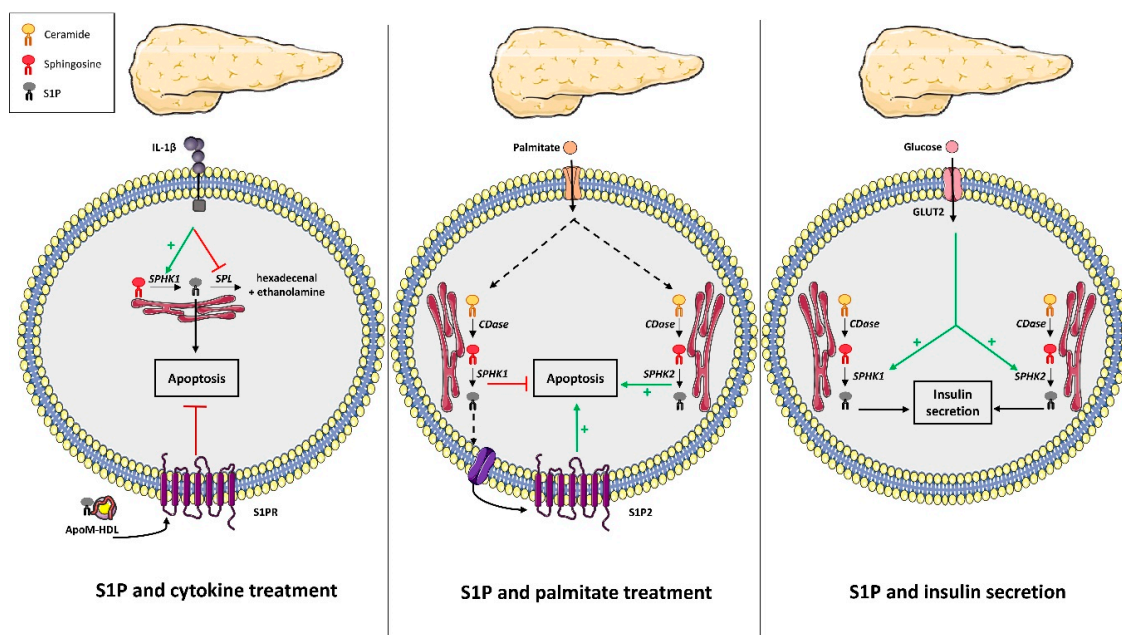 Ceramide
Sphingosine
S1P
IL-1β
+
SPHK1
SPL
hexadecenal
+ ethanolamine
Apoptosis
S1PR
ApoM-HDL
S1P and cytokine treatment
Palmitate
CDase
CDase
SPHK1
Apoptosis
SPHK2
+
+
S1P2
S1P and palmitate treatment
Glucose
GLUT2
CDase
CDase
+
+
SPHK1
SPHK2
Insulin
secretion
S1P and insulin secretion